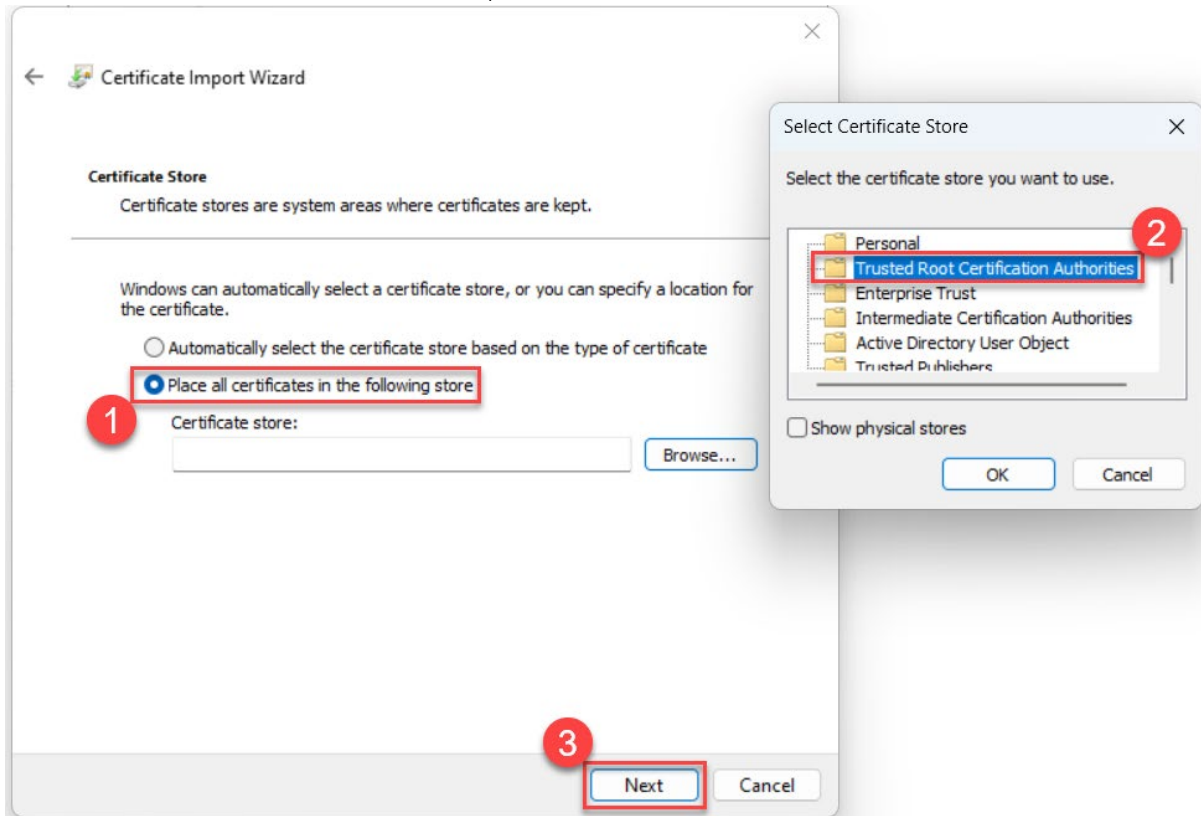 Certificate Import Wizard
Certificate Store
Certificate stores are system areas where certificates are kept.
Windows can automatically select a certificate store, or you can specify a location for
the certificate.
Automatically select the certificate store based on the type of certificate
Place all certificates in the following store
1
Certificate store:
Browse...
3
Next
Cancel
Select Certificate Store
Select the certificate store you want to use.
2
Personal
Trusted Root Certification Authorities
Enterprise Trust
Intermediate Certification Authorities
Active Directory User Object
Trusted Publishers
Show physical stores
OK
Cancel